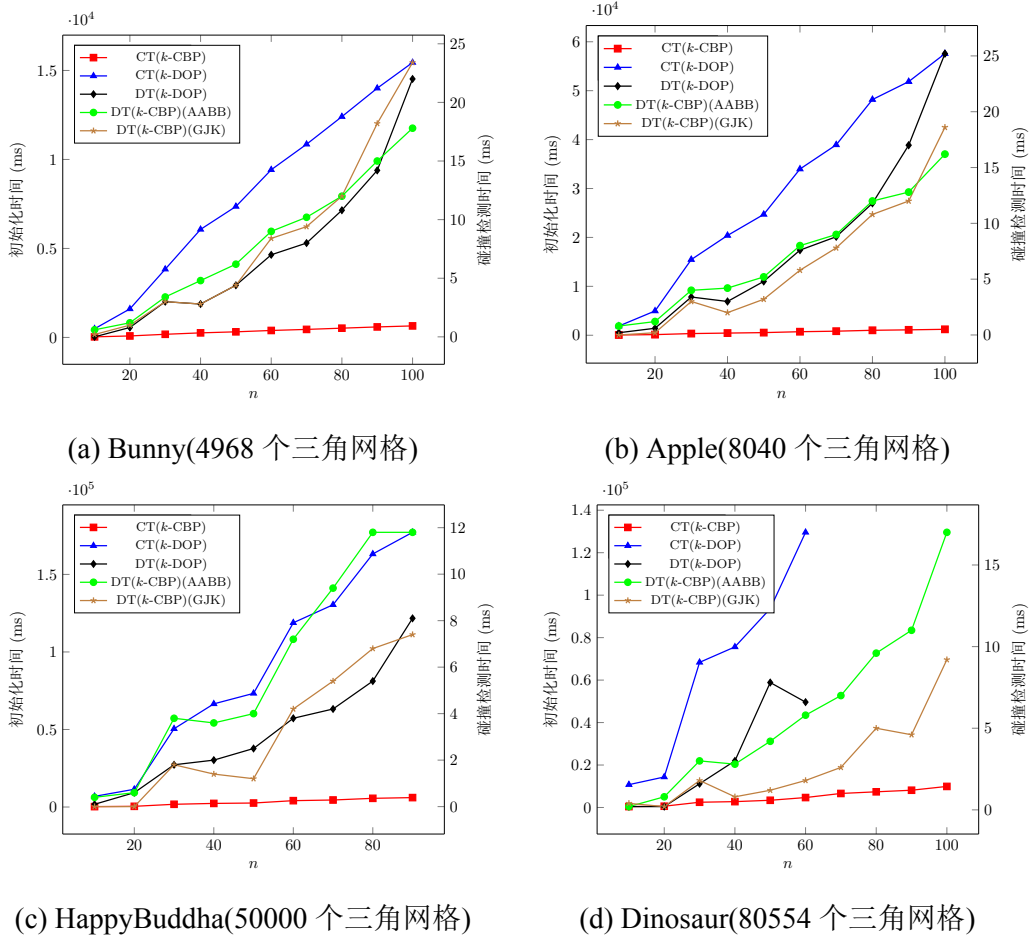 ·10⁴
1.5
1
0.5
0
25
20
15
10
5
0
20 40 60 80 100
n
初始化时间 (ms)
碰撞检测时间 (ms)
CT(k-CBP)
CT(k-DOP)
DT(k-DOP)
DT(k-CBP)(AABB)
DT(k-CBP)(GJK)
(a) Bunny(4968 个三角网格)
·10⁴
6
5
4
3
2
1
0
25
20
15
10
5
0
20 40 60 80 100
n
初始化时间 (ms)
碰撞检测时间 (ms)
CT(k-CBP)
CT(k-DOP)
DT(k-DOP)
DT(k-CBP)(AABB)
DT(k-CBP)(GJK)
(b) Apple(8040 个三角网格)
·10⁵
1.5
1
0.5
0
12
10
8
6
4
2
0
20 40 60 80
n
初始化时间 (ms)
碰撞检测时间 (ms)
CT(k-CBP)
CT(k-DOP)
DT(k-DOP)
DT(k-CBP)(AABB)
DT(k-CBP)(GJK)
(c) HappyBuddha(50000 个三角网格)
·10⁵
1.4
1.2
1
0.8
0.6
0.4
0.2
0
15
10
5
0
20 40 60 80 100
n
初始化时间 (ms)
碰撞检测时间 (ms)
CT(k-CBP)
CT(k-DOP)
DT(k-DOP)
DT(k-CBP)(AABB)
DT(k-CBP)(GJK)
(d) Dinosaur(80554 个三角网格)